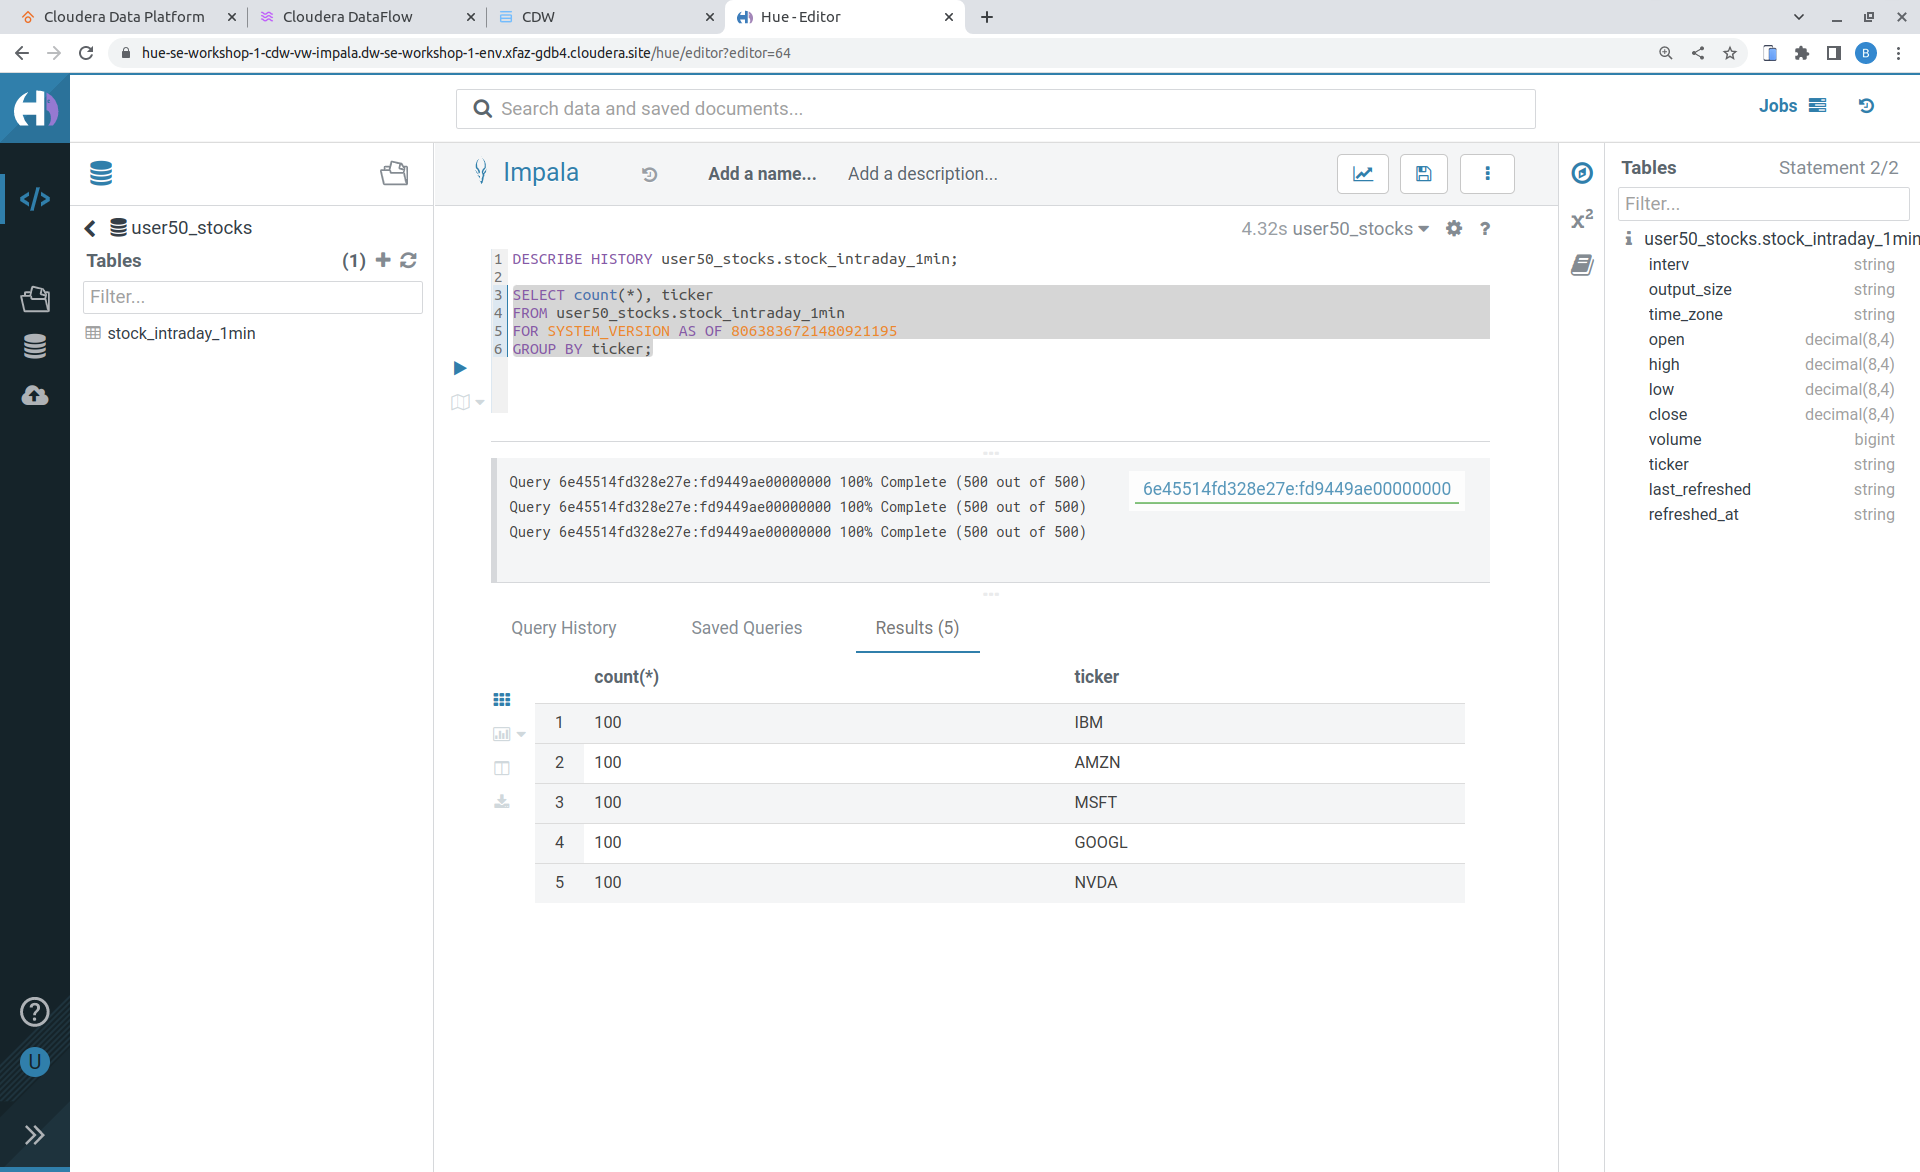 Cloudera Data Platform
Cloudera DataFlow
CDW
Hue - Editor
hue-se-workshop-1-cdw-vw-impala.dw-se-workshop-1-env.xfaz-gdb4.cloudera.site/hue/editor?editor=64
B
Search data and saved documents...
Jobs
user50_stocks
Tables (1)
Filter...
stock_intraday_1min
Impala
Add a name...
Add a description...
4.32s user50_stocks ?
1 DESCRIBE HISTORY user50_stocks.stock_intraday_1min;
2
3 SELECT count(*), ticker
4 FROM user50_stocks.stock_intraday_1min
5 FOR SYSTEM_VERSION AS OF 8063836721480921195
6 GROUP BY ticker;
Query 6e45514fd328e27e:fd9449ae00000000 100% Complete (500 out of 500)
Query 6e45514fd328e27e:fd9449ae00000000 100% Complete (500 out of 500)
Query 6e45514fd328e27e:fd9449ae00000000 100% Complete (500 out of 500)
6e45514fd328e27e:fd9449ae00000000
Query History
Saved Queries
Results (5)
count(*) ticker
1 100 IBM
2 100 AMZN
3 100 MSFT
4 100 GOOGL
5 100 NVDA
x²
Tables
Statement 2/2
Filter...
user50_stocks.stock_intraday_1min
interv string
output_size string
time_zone string
open decimal(8,4)
high decimal(8,4)
low decimal(8,4)
close decimal(8,4)
volume bigint
ticker string
last_refreshed string
refreshed_at string
?
U